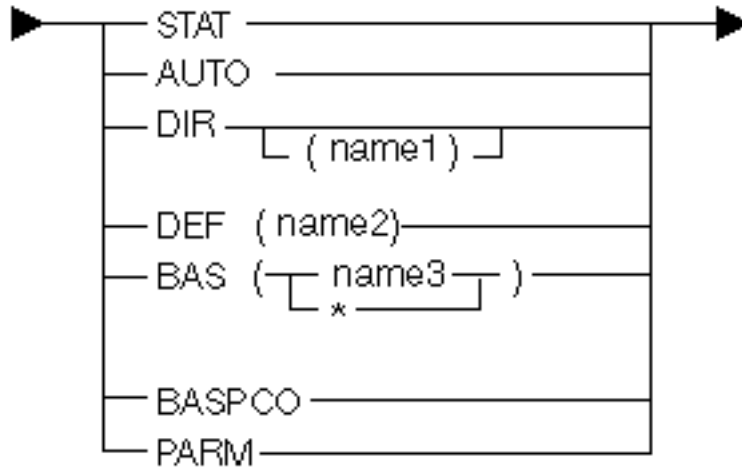 STAT
AUTO
DIR
( name1 )
DEF ( name2)
BAS ( name3 )
*
BASPCO
PARM